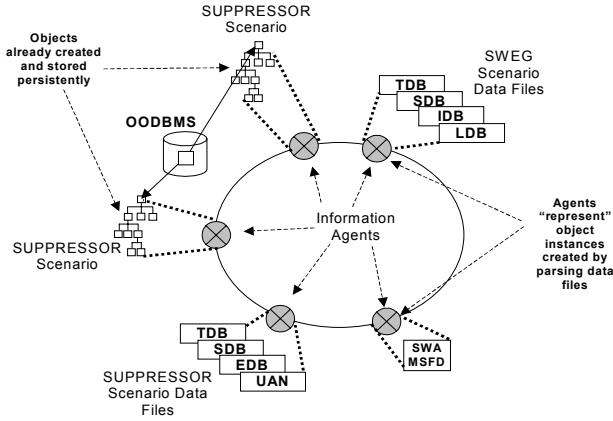 SUPPRESSOR
Scenario
Objects
already created
and stored
persistently
OODBMS
SWEG
Scenario
Data Files
TDB
SDB
IDB
LDB
SUPPRESSOR
Scenario
Information
Agents
Agents
“represent”
object
instances
created by
parsing data
files
TDB
SDB
EDB
UAN
SUPPRESSOR
Scenario Data
Files
SWA
MSFD